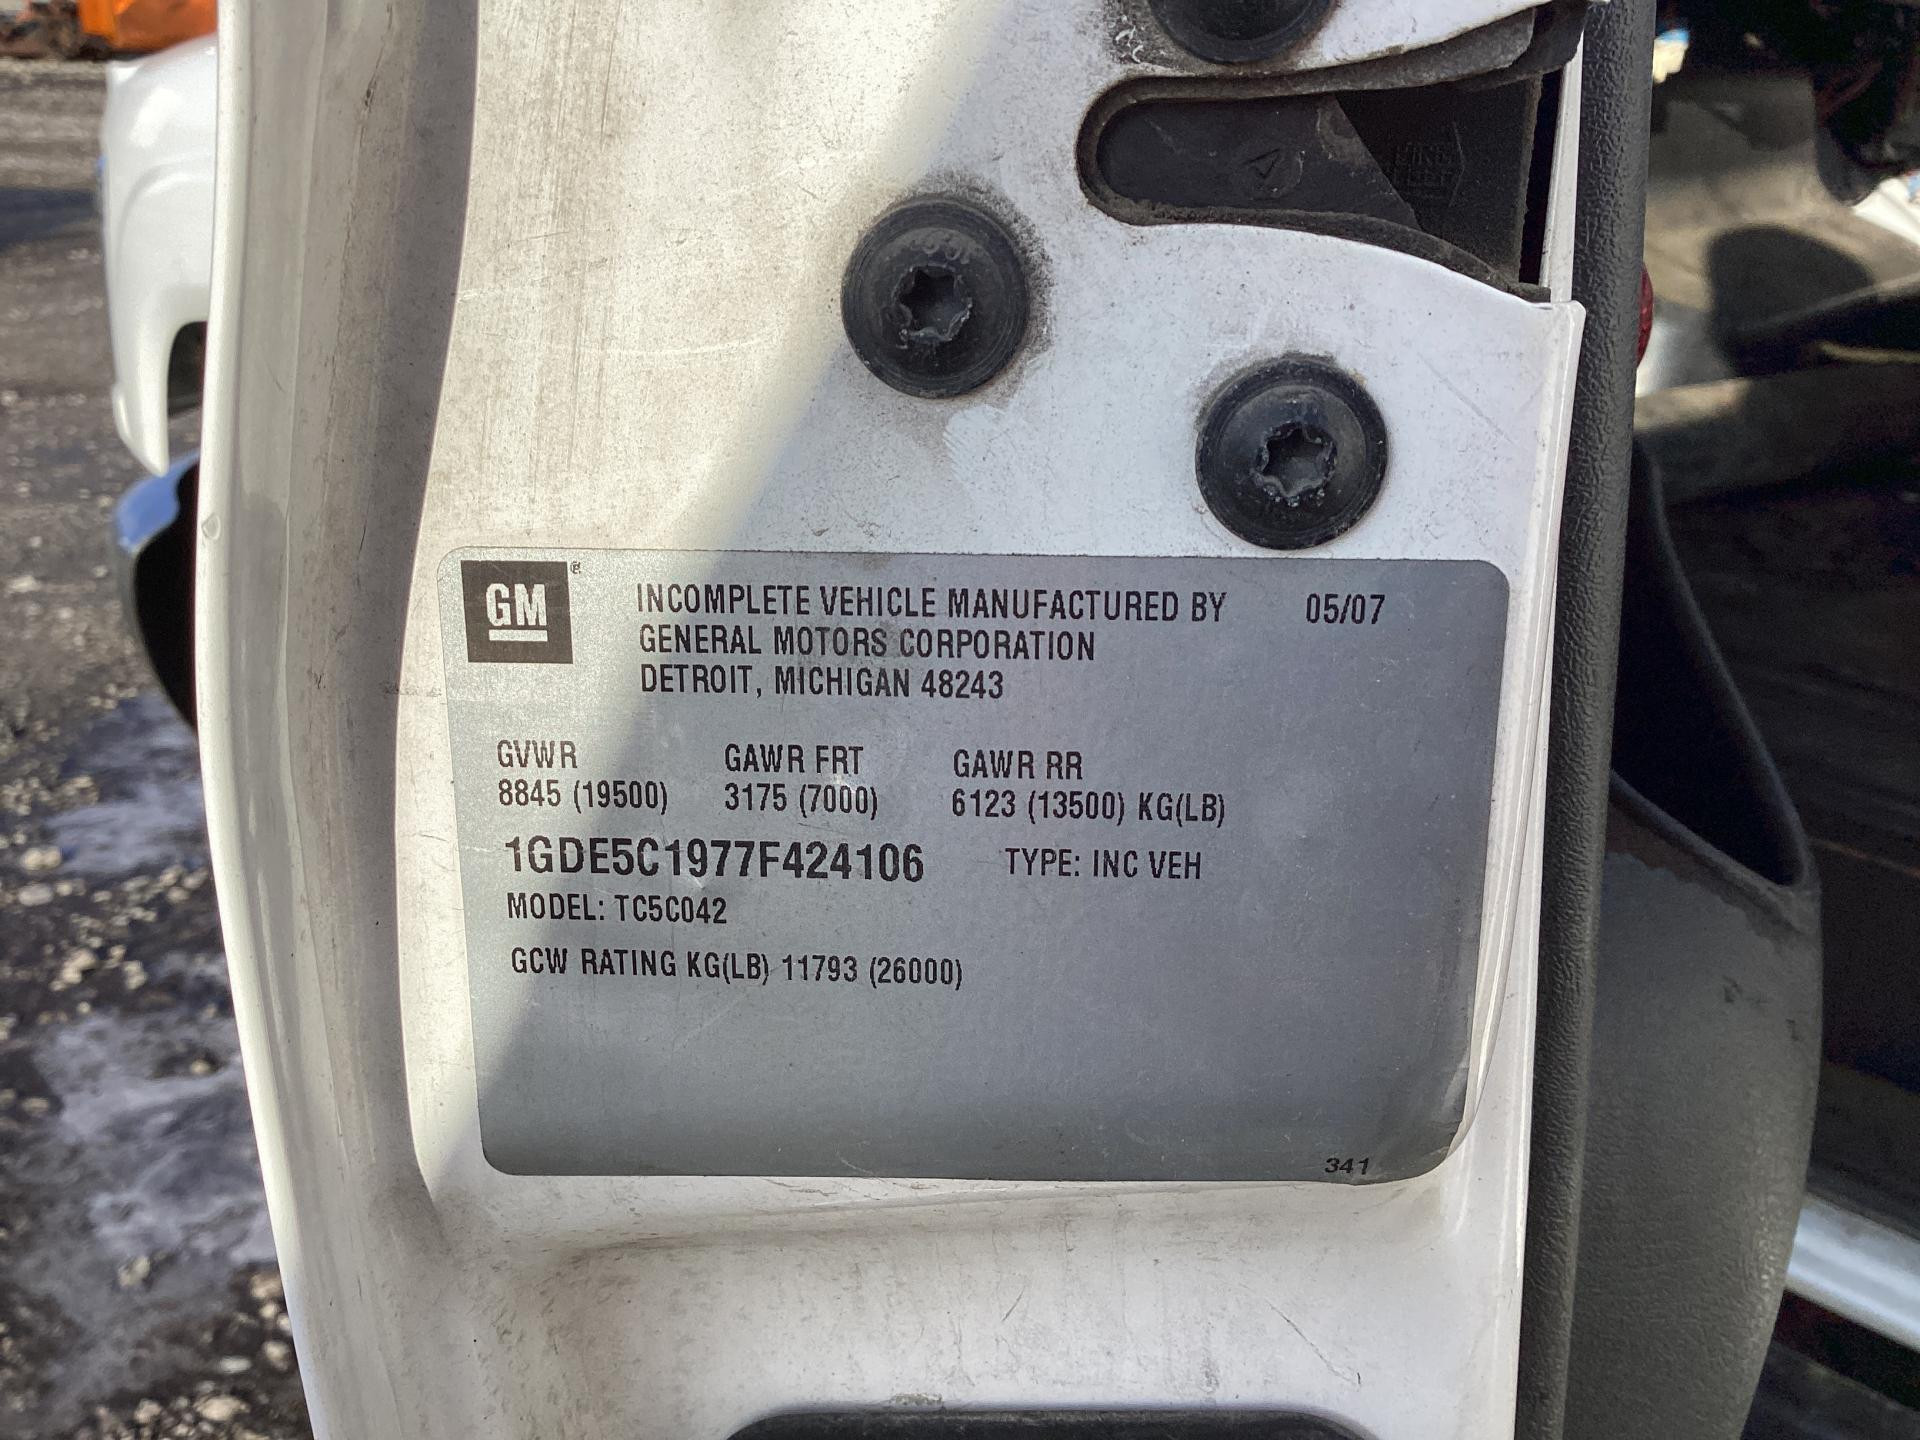 GM®
INCOMPLETE VEHICLE MANUFACTURED BY 05/07
GENERAL MOTORS CORPORATION
DETROIT, MICHIGAN 48243
GVWR GAWR FRT GAWR RR
8845 (19500) 3175 (7000) 6123 (13500) KG(LB)
1GDE5C1977F424106 TYPE: INC VEH
MODEL: TC5C042
GCW RATING KG(LB) 11793 (26000)
341